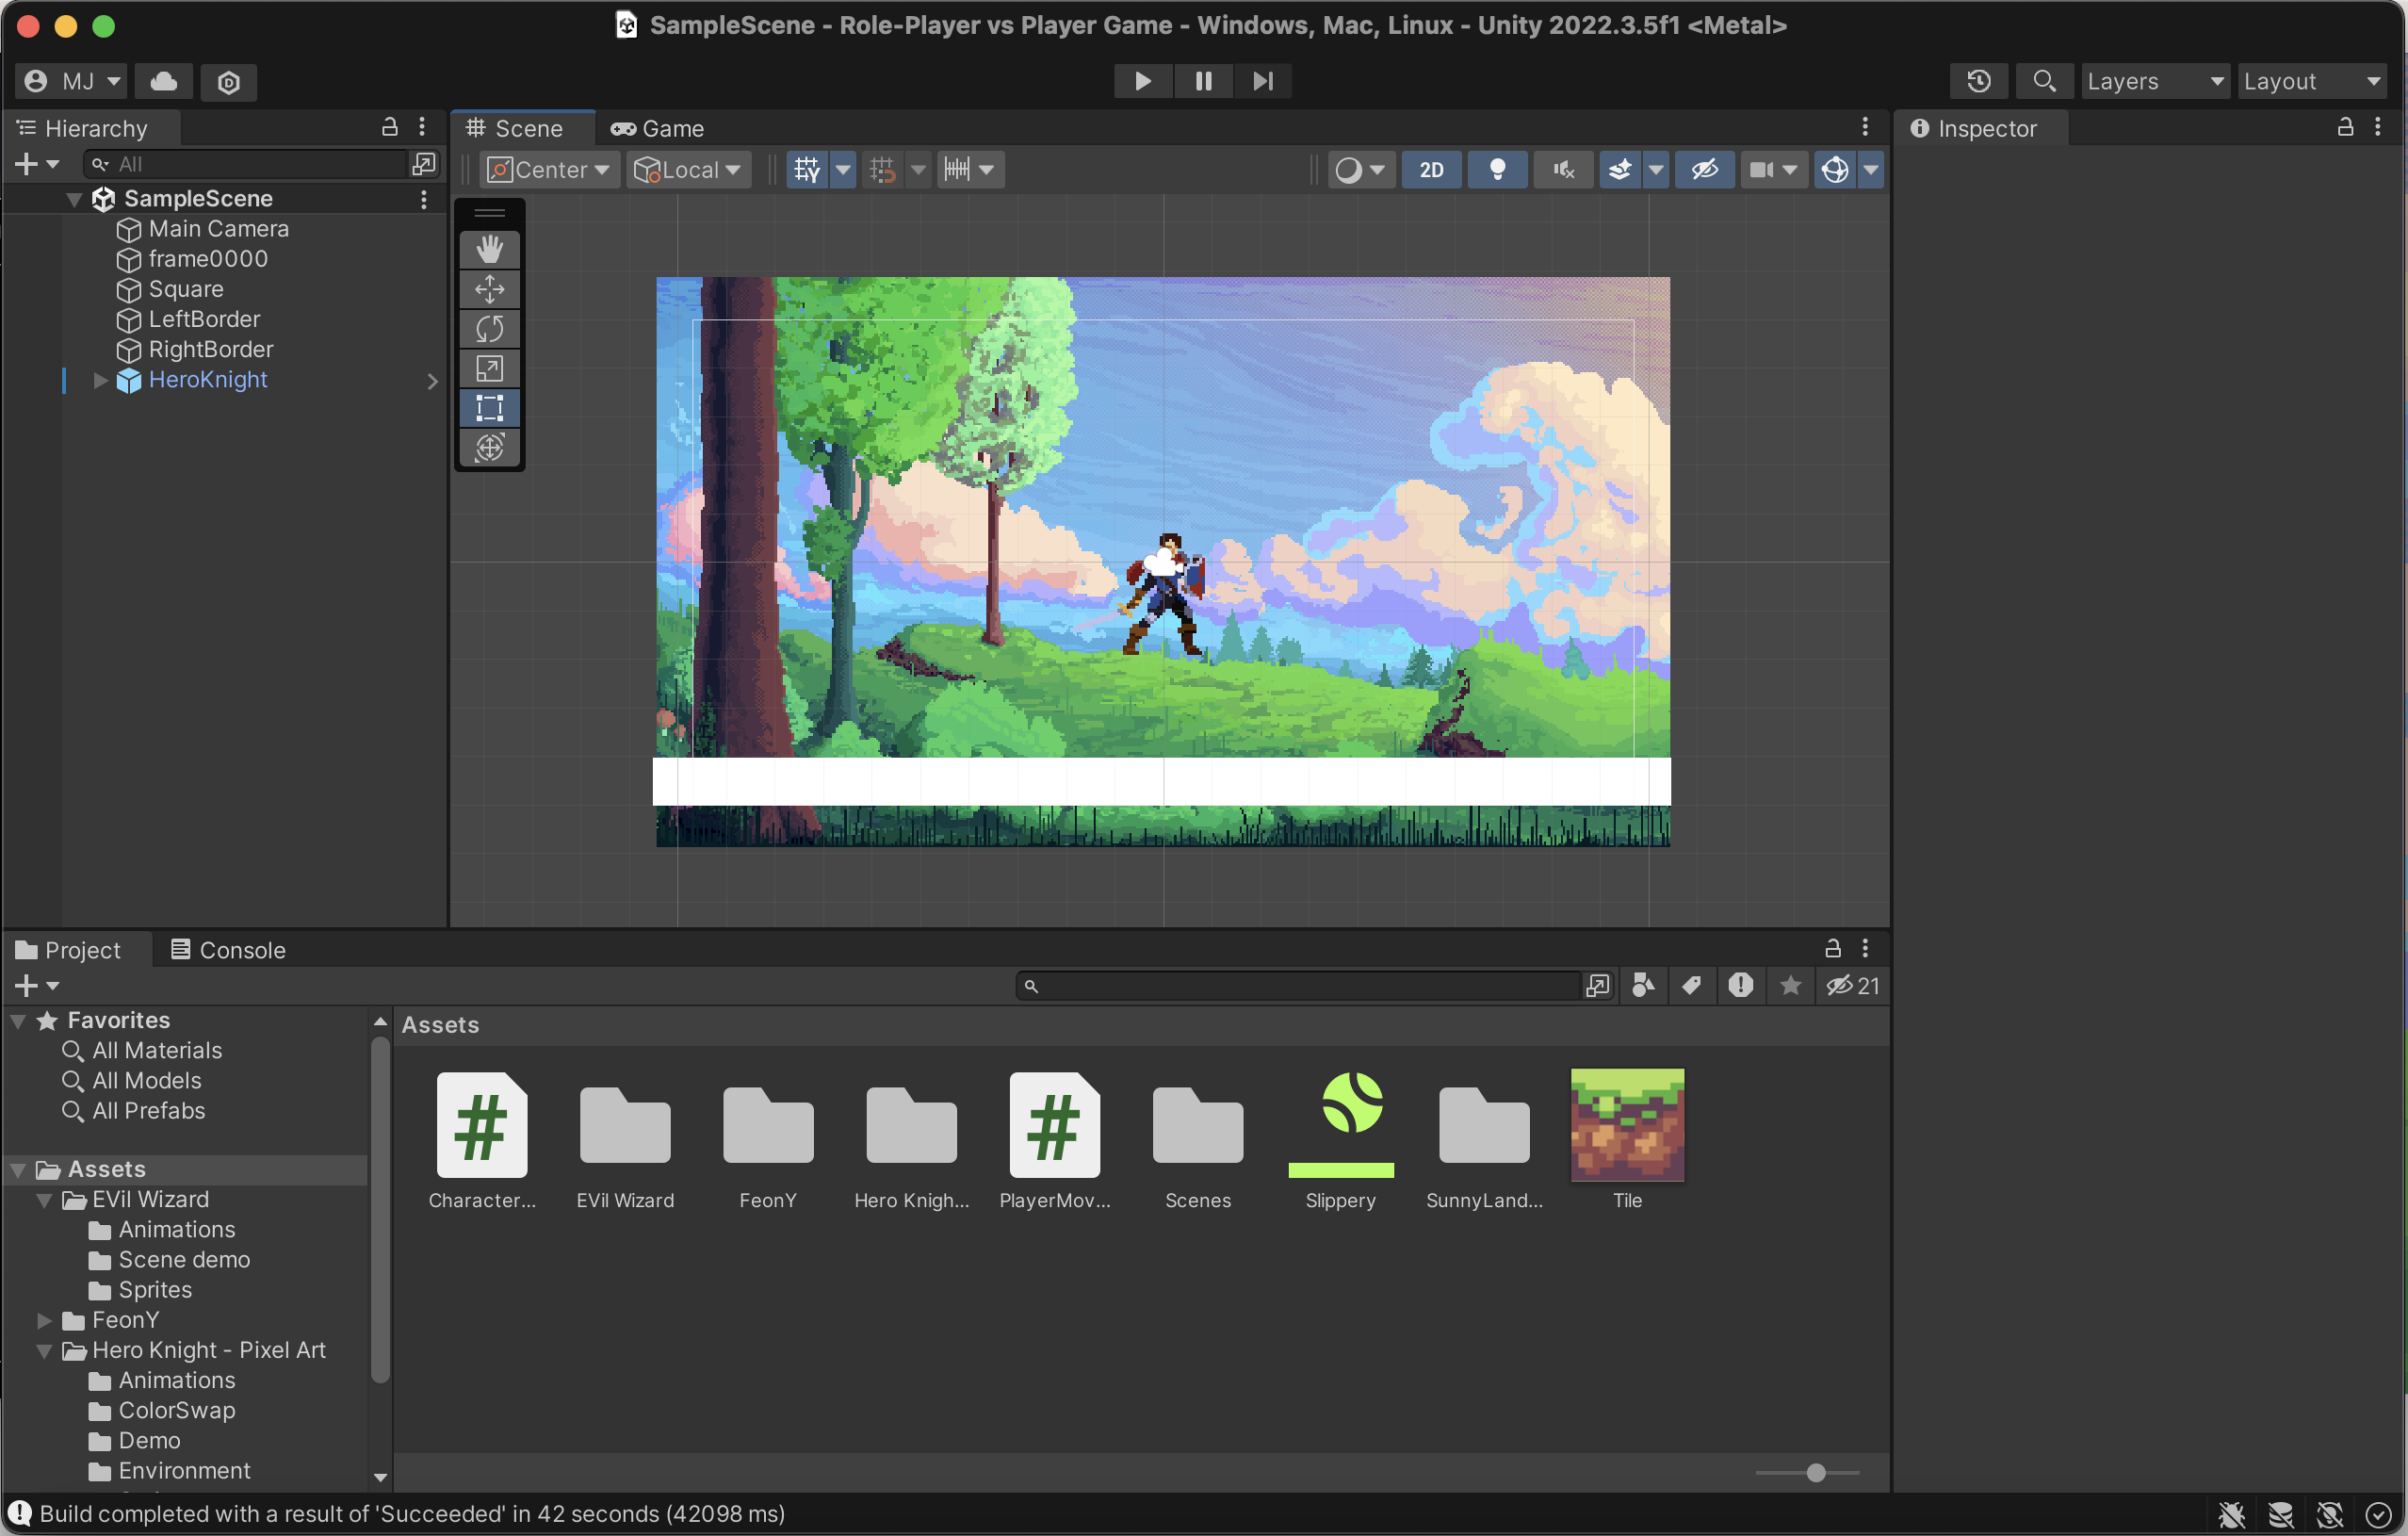 SampleScene - Role-Player vs Player Game - Windows, Mac, Linux - Unity 2022.3.5f1 <Metal>
MJ
Layers
Layout
Hierarchy
All
SampleScene
Main Camera
frame0000
Square
LeftBorder
RightBorder
HeroKnight
Scene
Game
Center
Local
2D
Inspector
Project
Console
21
Favorites
All Materials
All Models
All Prefabs
Assets
EVil Wizard
Animations
Scene demo
Sprites
FeonY
Hero Knight - Pixel Art
Animations
ColorSwap
Demo
Environment
Assets
Character...
EVil Wizard
FeonY
Hero Knigh...
PlayerMov...
Scenes
Slippery
SunnyLand...
Tile
Build completed with a result of 'Succeeded' in 42 seconds (42098 ms)